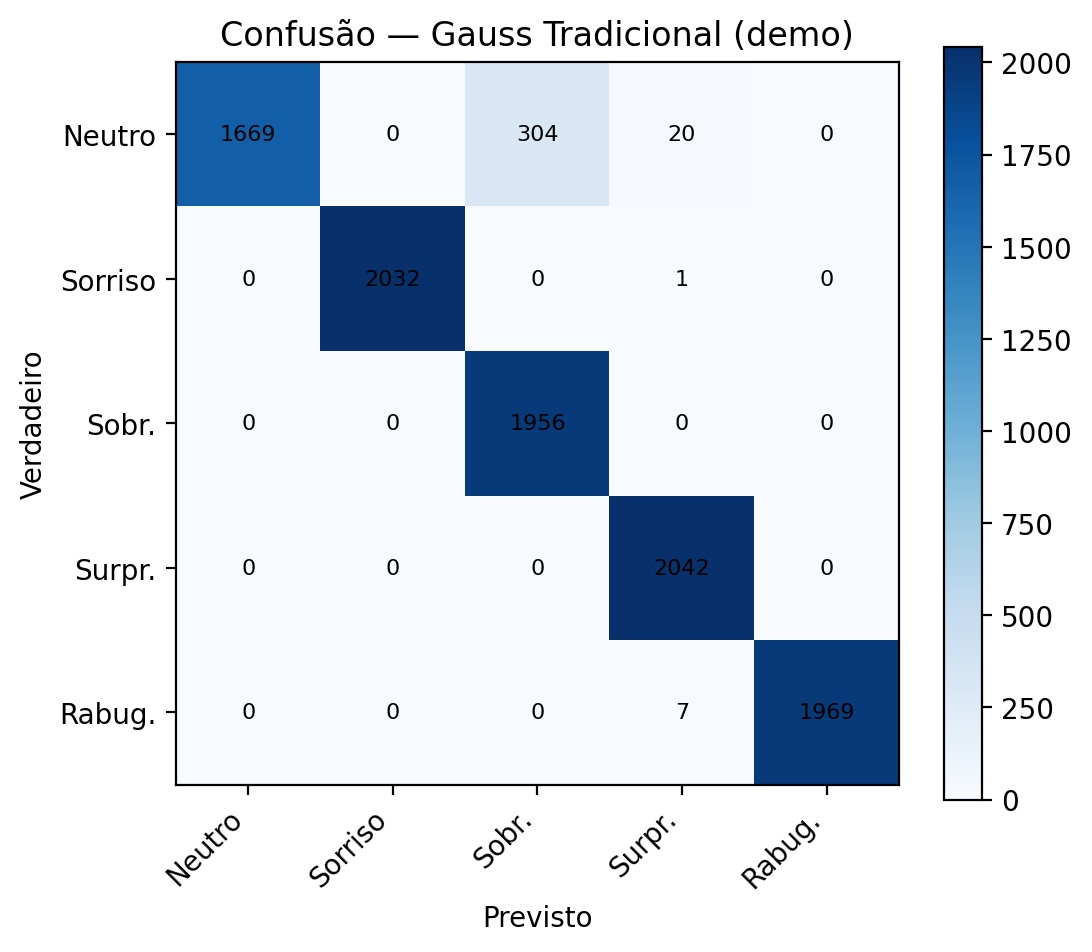 Confusão — Gauss Tradicional (demo)
Verdadeiro
Neutro 1669 0 304 20 0
Sorriso 0 2032 0 1 0
Sobr. 0 0 1956 0 0
Surpr. 0 0 0 2042 0
Rabug. 0 0 0 7 1969
Neutro Sorriso Sobr. Surpr. Rabug.
Previsto
2000
1750
1500
1250
1000
750
500
250
0